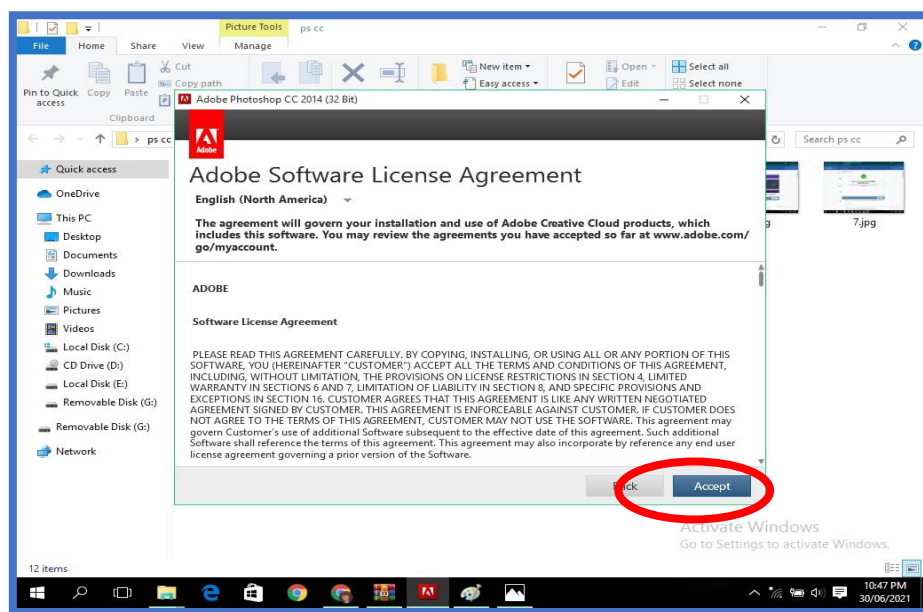 Picture Tools
ps cc
File
Home
Share
View
Manage
Pin to Quick access
Copy
Paste
Cut
Copy path
Clipboard
New item
Easy access
Open
Edit
Select all
Select none
ps cc
Search ps cc
Adobe Photoshop CC 2014 (32 Bit)
Adobe
Adobe Software License Agreement
English (North America)
The agreement will govern your installation and use of Adobe Creative Cloud products, which
includes this software. You may review the agreements you have accepted so far at www.adobe.com/
go/myaccount.
ADOBE
Software License Agreement
PLEASE READ THIS AGREEMENT CAREFULLY. BY COPYING, INSTALLING, OR USING ALL OR ANY PORTION OF THIS
SOFTWARE, YOU (HEREINAFTER "CUSTOMER") ACCEPT ALL THE TERMS AND CONDITIONS OF THIS AGREEMENT,
INCLUDING, WITHOUT LIMITATION, THE PROVISIONS ON LICENSE RESTRICTIONS IN SECTION 4, LIMITED
WARRANTY IN SECTIONS 6 AND 7, LIMITATION OF LIABILITY IN SECTION 8, AND SPECIFIC PROVISIONS AND
EXCEPTIONS IN SECTION 16. CUSTOMER AGREES THAT THIS AGREEMENT IS LIKE ANY WRITTEN NEGOTIATED
AGREEMENT SIGNED BY CUSTOMER. THIS AGREEMENT IS ENFORCEABLE AGAINST CUSTOMER. IF CUSTOMER DOES
NOT AGREE TO THE TERMS OF THIS AGREEMENT, CUSTOMER MAY NOT USE THE SOFTWARE. This agreement may
govern Customer's use of additional Software subsequent to the effective date of this agreement. Such additional
Software shall reference the terms of this agreement. This agreement may also incorporate by reference any end user
license agreement governing a prior version of the Software.
Accept
Quick access
OneDrive
This PC
Desktop
Documents
Downloads
Music
Pictures
Videos
Local Disk (C:)
CD Drive (D:)
Local Disk (E:)
Removable Disk (G:)
Removable Disk (G:)
Network
7.jpg
Activate Windows
Go to Settings to activate Windows.
12 items
10:47 PM
30/06/2021